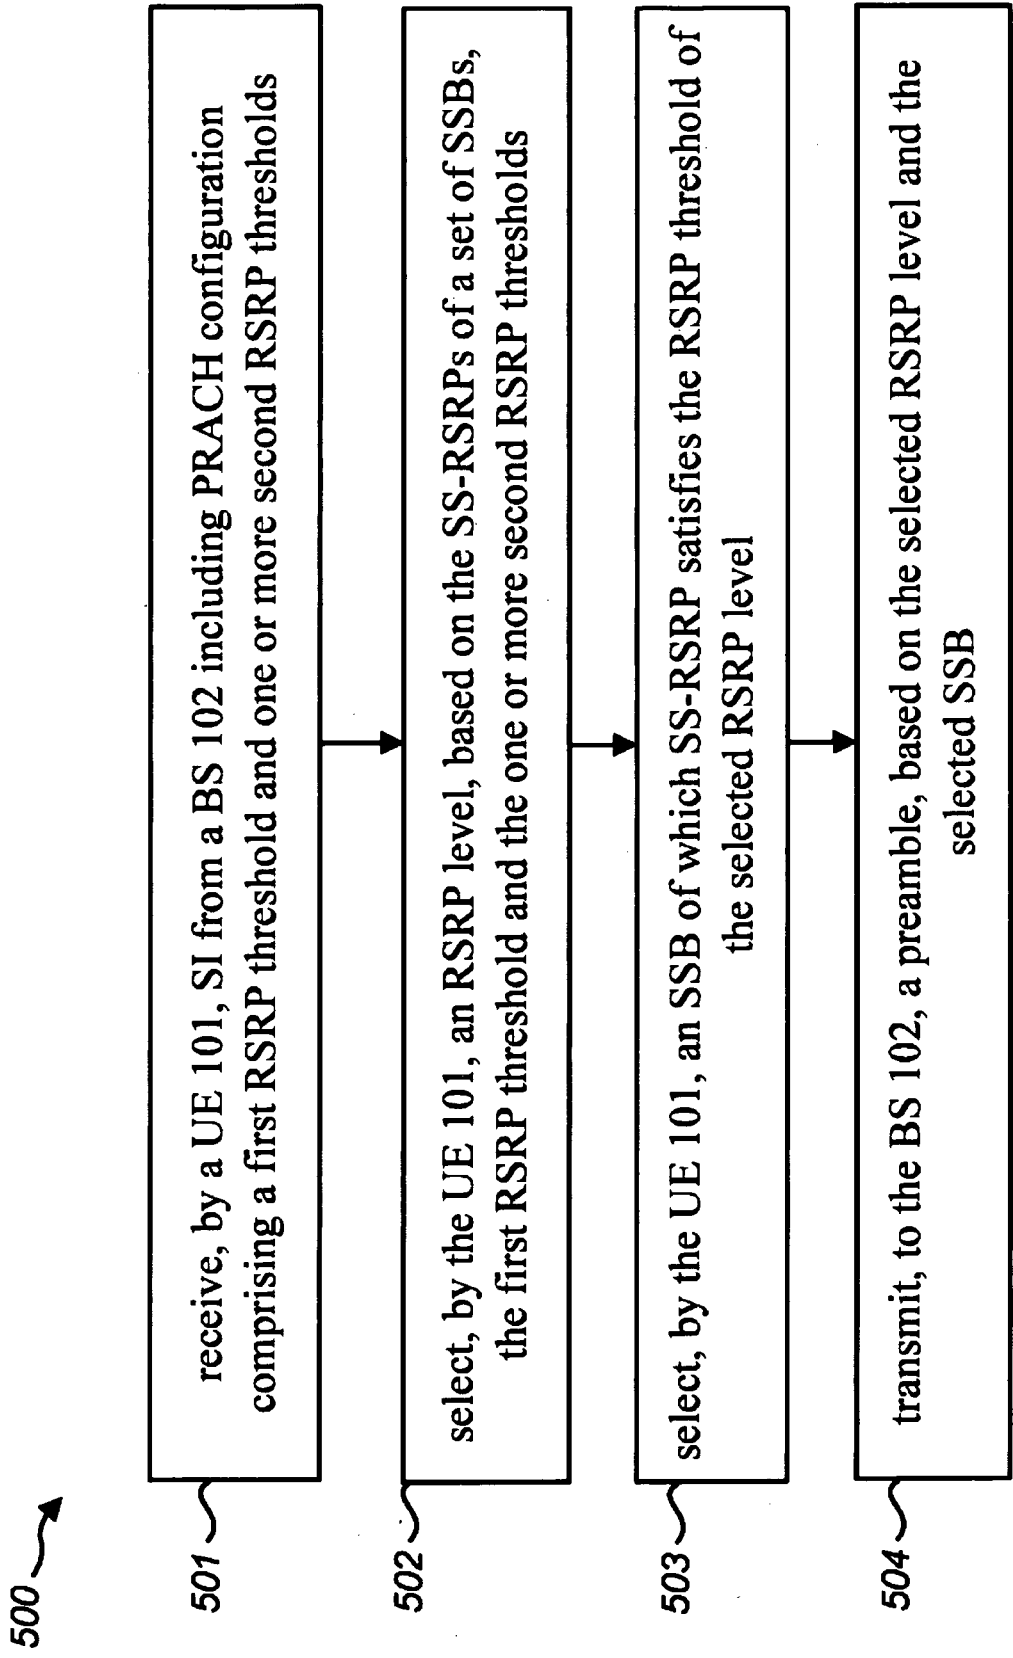 500
501
receive, by a UE 101, SI from a BS 102 including PRACH configuration
comprising a first RSRP threshold and one or more second RSRP thresholds
502
select, by the UE 101, an RSRP level, based on the SS-RSRPs of a set of SSBs,
the first RSRP threshold and the one or more second RSRP thresholds
503
select, by the UE 101, an SSB of which SS-RSRP satisfies the RSRP threshold of
the selected RSRP level
504
transmit, to the BS 102, a preamble, based on the selected RSRP level and the
selected SSB